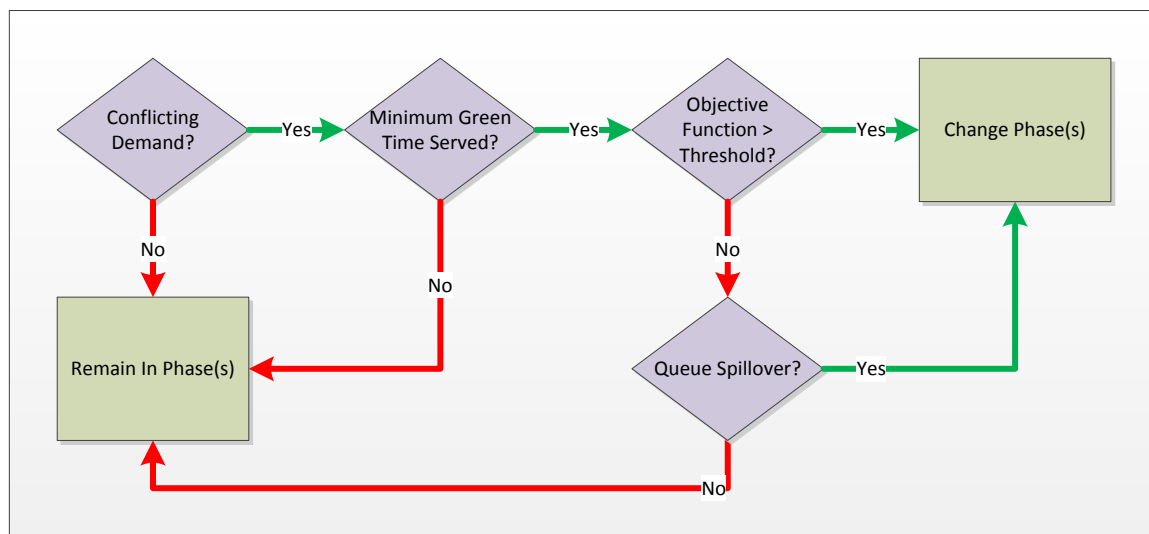 Conflicting
Demand?
Yes
Minimum Green
Time Served?
Yes
Objective
Function >
Threshold?
Yes
Change Phase(s)
No
No
No
Remain In Phase(s)
Queue Spillover?
Yes
No